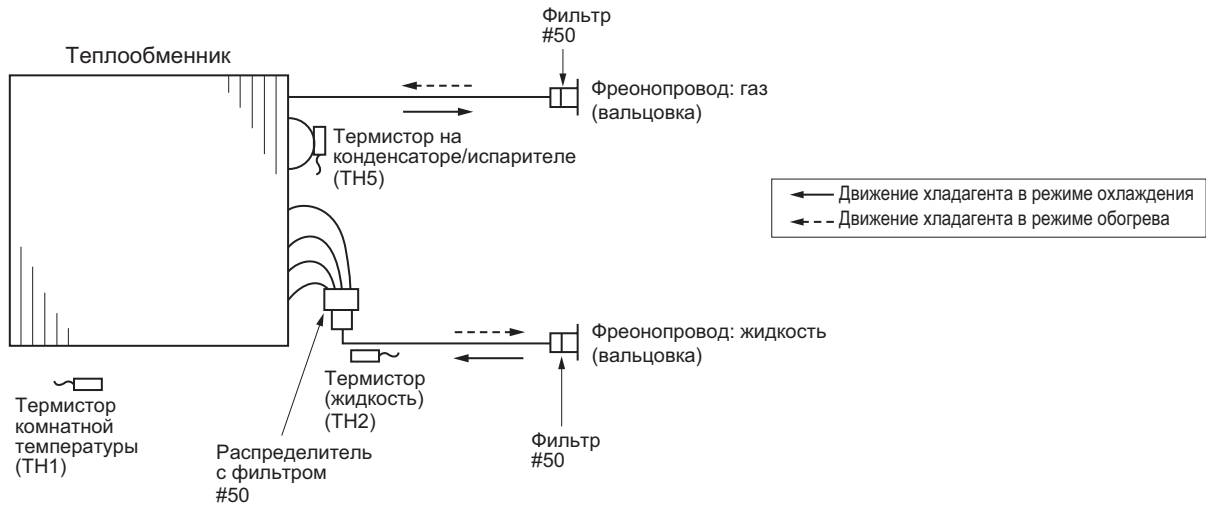 Фильтр
#50
Теплообменник
Фреонопровод: газ
(вальцовка)
Термистор на
конденсаторе/испарителе
(TH5)
Движение хладагента в режиме охлаждения
Движение хладагента в режиме обогрева
Фреонопровод: жидкость
(вальцовка)
Термистор
(жидкость)
(TH2)
Термистор
комнатной
температуры
(TH1)
Распределитель
с фильтром
#50
Фильтр
#50